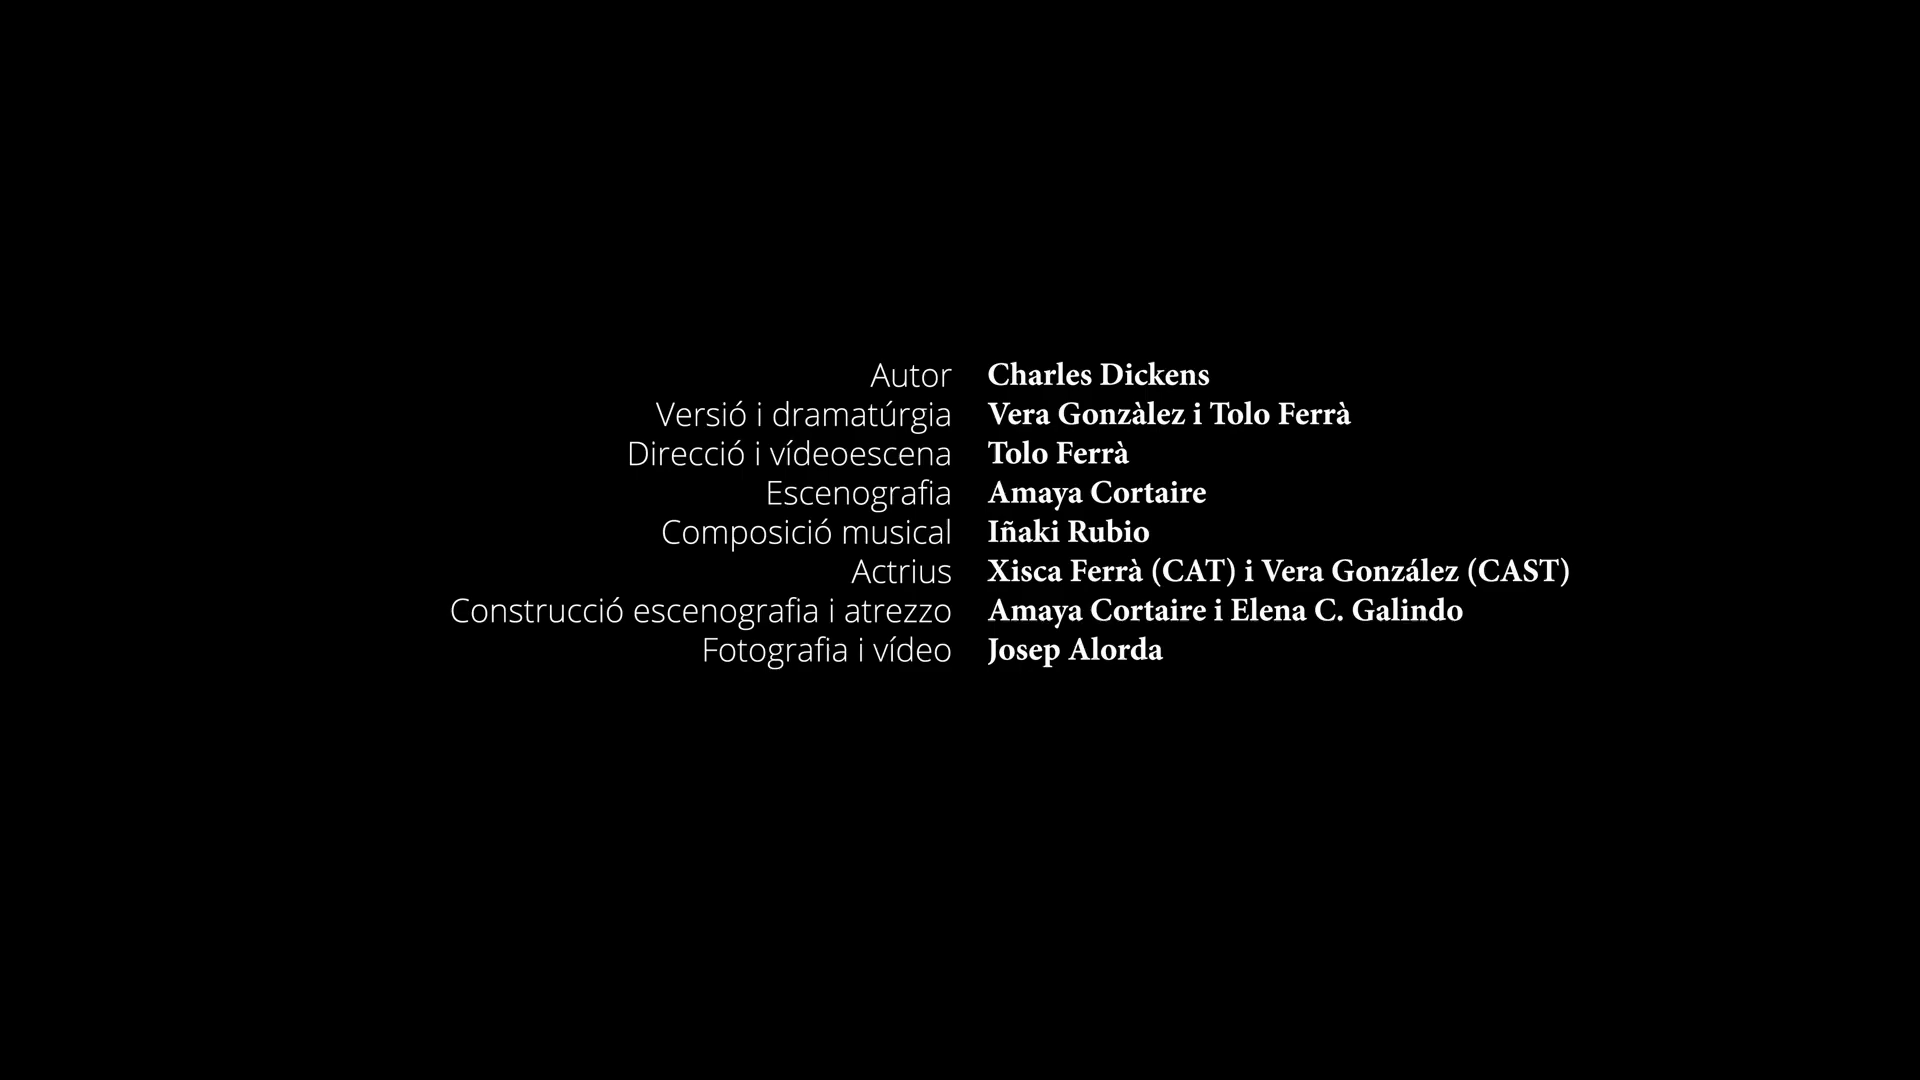 Autor Charles Dickens
Versió i dramatúrgia Vera Gonzàlez i Tolo Ferrà
Direcció i vídeoescena Tolo Ferrà
Escenografia Amaya Cortaire
Composició musical Iñaki Rubio
Actrius Xisca Ferrà (CAT) i Vera González (CAST)
Construcció escenografia i atrezzo Amaya Cortaire i Elena C. Galindo
Fotografia i vídeo Josep Alorda